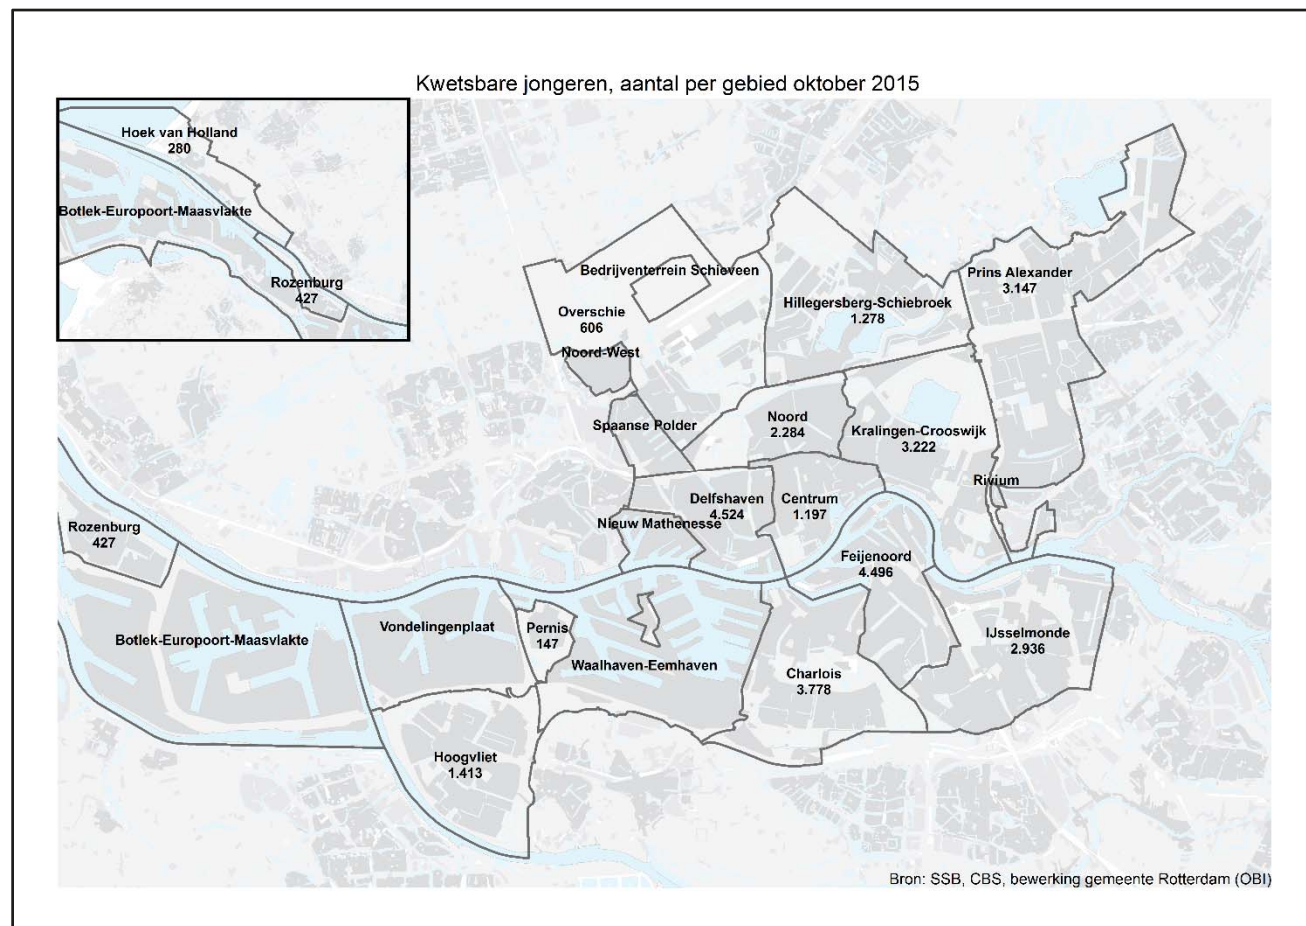 Kwetsbare jongeren, aantal per gebied oktober 2015
Hoek van Holland
280
Botlek-Europoort-Maasvlakte
Rozenburg
427
Bedrijventerrein Schieveen
Overschie
606
Noord-West
Hillegersberg-Schiebroek
1.278
Prins Alexander
3.147
Spaanse Polder
Noord
2.284
Kralingen-Crooswijk
3.222
Rivium
Delfshaven
4.524
Centrum
1.197
Nieuw Mathenesse
Rozenburg
427
Feijenoord
4.496
Botlek-Europoort-Maasvlakte
Vondelingenplaat
Pernis
147
Waalhaven-Eemhaven
IJsselmonde
2.936
Charlois
3.778
Hoogvliet
1.413
Bron: SSB, CBS, bewerking gemeente Rotterdam (OBI)